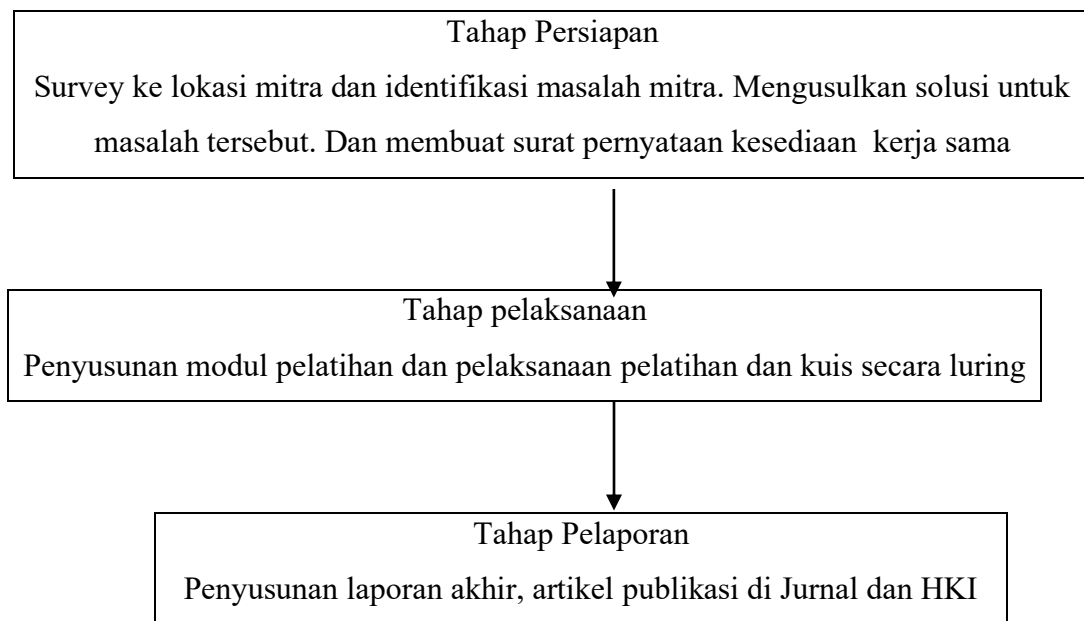 Tahap Persiapan
Survey ke lokasi mitra dan identifikasi masalah mitra. Mengusulkan solusi untuk
masalah tersebut. Dan membuat surat pernyataan kesediaan kerja sama
Tahap pelaksanaan
Penyusunan modul pelatihan dan pelaksanaan pelatihan dan kuis secara luring
Tahap Pelaporan
Penyusunan laporan akhir, artikel publikasi di Jurnal dan HKI